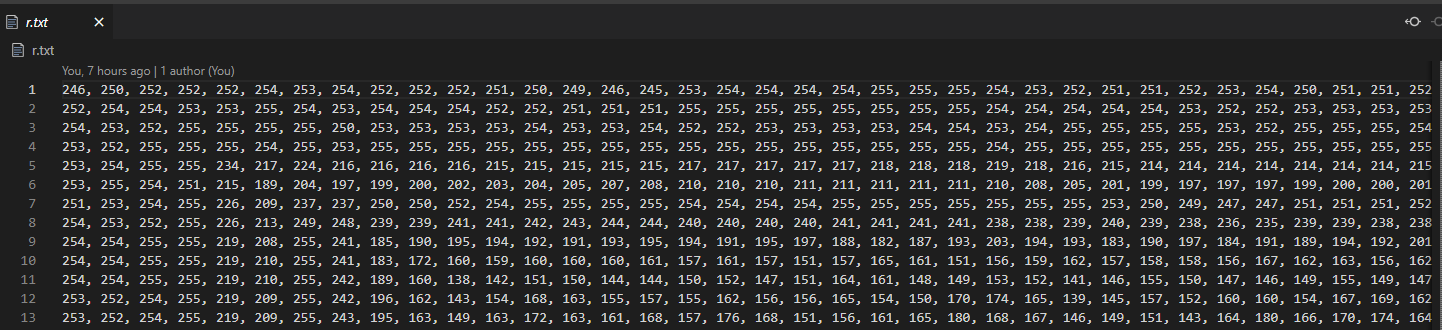 r.txt
r.txt
You, 7 hours ago | 1 author (You)
1 246, 250, 252, 252, 252, 254, 253, 254, 252, 252, 252, 251, 250, 249, 246, 245, 253, 254, 254, 254, 254, 255, 255, 255, 254, 253, 252, 251, 251, 252, 253, 254, 250, 251, 251, 252
2 252, 254, 254, 253, 253, 255, 254, 253, 254, 254, 254, 252, 252, 251, 251, 251, 255, 255, 255, 255, 255, 255, 255, 255, 254, 254, 254, 254, 254, 253, 252, 252, 253, 253, 253, 253
3 254, 253, 252, 255, 255, 255, 255, 250, 253, 253, 253, 253, 254, 253, 253, 254, 252, 252, 253, 253, 253, 253, 254, 254, 253, 254, 255, 255, 255, 255, 253, 252, 255, 255, 255, 254
4 253, 252, 255, 255, 255, 254, 255, 253, 255, 255, 255, 255, 255, 255, 255, 255, 255, 255, 255, 255, 255, 255, 255, 255, 254, 255, 255, 255, 255, 255, 255, 255, 255, 255, 255, 255
5 253, 254, 255, 255, 234, 217, 224, 216, 216, 216, 216, 215, 215, 215, 215, 215, 217, 217, 217, 217, 217, 218, 218, 218, 219, 218, 216, 215, 214, 214, 214, 214, 214, 214, 214, 215
6 253, 255, 254, 251, 215, 189, 204, 197, 199, 200, 202, 203, 204, 205, 207, 208, 210, 210, 210, 211, 211, 211, 211, 211, 210, 208, 205, 201, 199, 197, 197, 197, 199, 200, 200, 201
7 251, 253, 254, 255, 226, 209, 237, 237, 250, 250, 252, 254, 255, 255, 255, 255, 254, 254, 254, 254, 255, 255, 255, 255, 255, 255, 255, 253, 250, 249, 247, 247, 251, 251, 251, 252
8 254, 253, 252, 255, 226, 213, 249, 248, 239, 239, 241, 241, 242, 243, 244, 244, 240, 240, 240, 240, 241, 241, 241, 241, 238, 238, 239, 240, 239, 238, 236, 235, 239, 239, 238, 238
9 254, 254, 255, 255, 219, 208, 255, 241, 185, 190, 195, 194, 192, 191, 193, 195, 194, 191, 195, 197, 188, 182, 187, 193, 203, 194, 193, 183, 190, 197, 184, 191, 189, 194, 192, 201
10 254, 254, 255, 255, 219, 210, 255, 241, 183, 172, 160, 159, 160, 160, 160, 161, 157, 161, 157, 151, 157, 165, 161, 151, 156, 159, 162, 157, 158, 158, 156, 167, 162, 163, 156, 162
11 254, 254, 255, 255, 219, 210, 255, 242, 189, 160, 138, 142, 151, 150, 144, 144, 150, 152, 147, 151, 164, 161, 148, 149, 153, 152, 141, 146, 155, 150, 147, 146, 149, 155, 149, 147
12 253, 252, 254, 255, 219, 209, 255, 242, 196, 162, 143, 154, 168, 163, 155, 157, 155, 162, 156, 156, 165, 154, 150, 170, 174, 165, 139, 145, 157, 152, 160, 160, 154, 167, 169, 162
13 253, 252, 254, 255, 219, 209, 255, 243, 195, 163, 149, 163, 172, 163, 161, 168, 157, 176, 168, 151, 156, 161, 165, 180, 168, 167, 146, 149, 151, 143, 164, 180, 166, 170, 174, 164